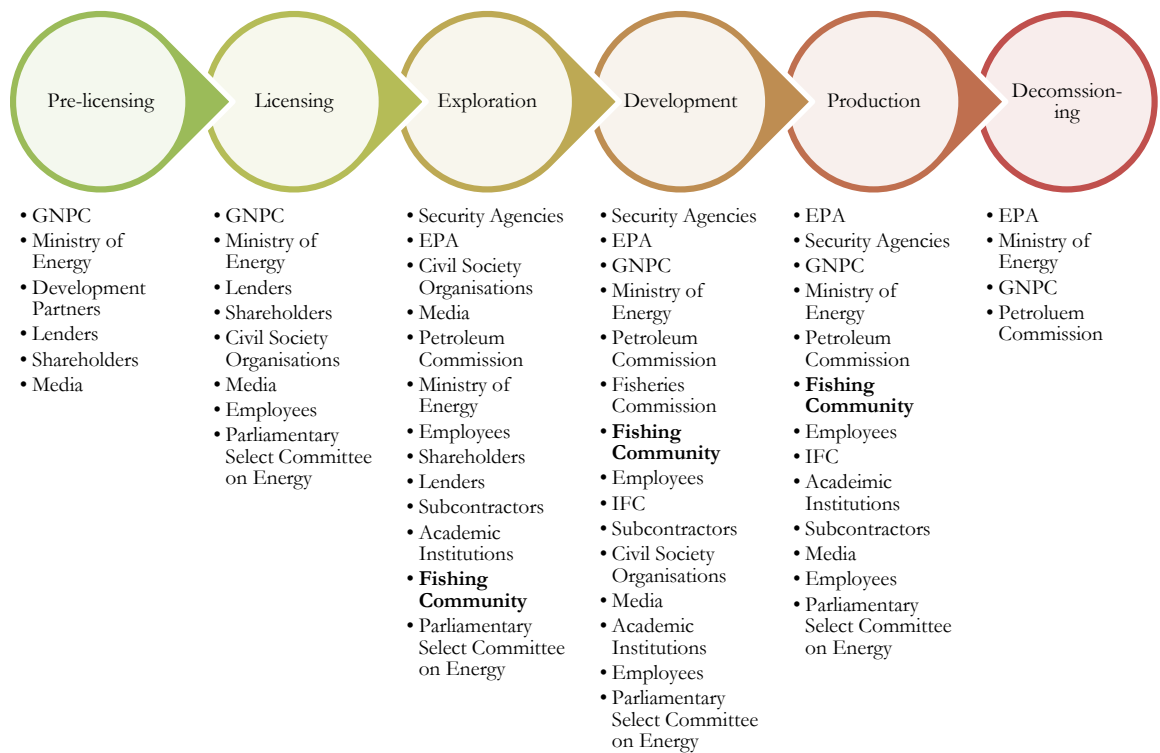 Pre-licensing
Licensing
Exploration
Development
Production
Decomssion-
ing
• GNPC
• Ministry of
Energy
• Development
Partners
• Lenders
• Shareholders
• Media
• GNPC
• Ministry of
Energy
• Lenders
• Shareholders
• Civil Society
Organisations
• Media
• Employees
• Parliamentary
Select Committee
on Energy
• Security Agencies
• EPA
• Civil Society
Organisations
• Media
• Petroleum
Commission
• Ministry of
Energy
• Employees
• Shareholders
• Lenders
• Subcontractors
• Academic
Institutions
• Fishing
Community
• Parliamentary
Select Committee
on Energy
• Security Agencies
• EPA
• GNPC
• Ministry of
Energy
• Petroleum
Commission
• Fisheries
Commission
• Fishing
Community
• Employees
• IFC
• Subcontractors
• Civil Society
Organisations
• Media
• Academic
Institutions
• Employees
• Parliamentary
Select Committee
on Energy
• EPA
• Security Agencies
• GNPC
• Ministry of
Energy
• Petroleum
Commission
• Fishing
Community
• Employees
• IFC
• Acadeimic
Institutions
• Subcontractors
• Media
• Employees
• Parliamentary
Select Committee
on Energy
• EPA
• Ministry of
Energy
• GNPC
• Petroluem
Commission